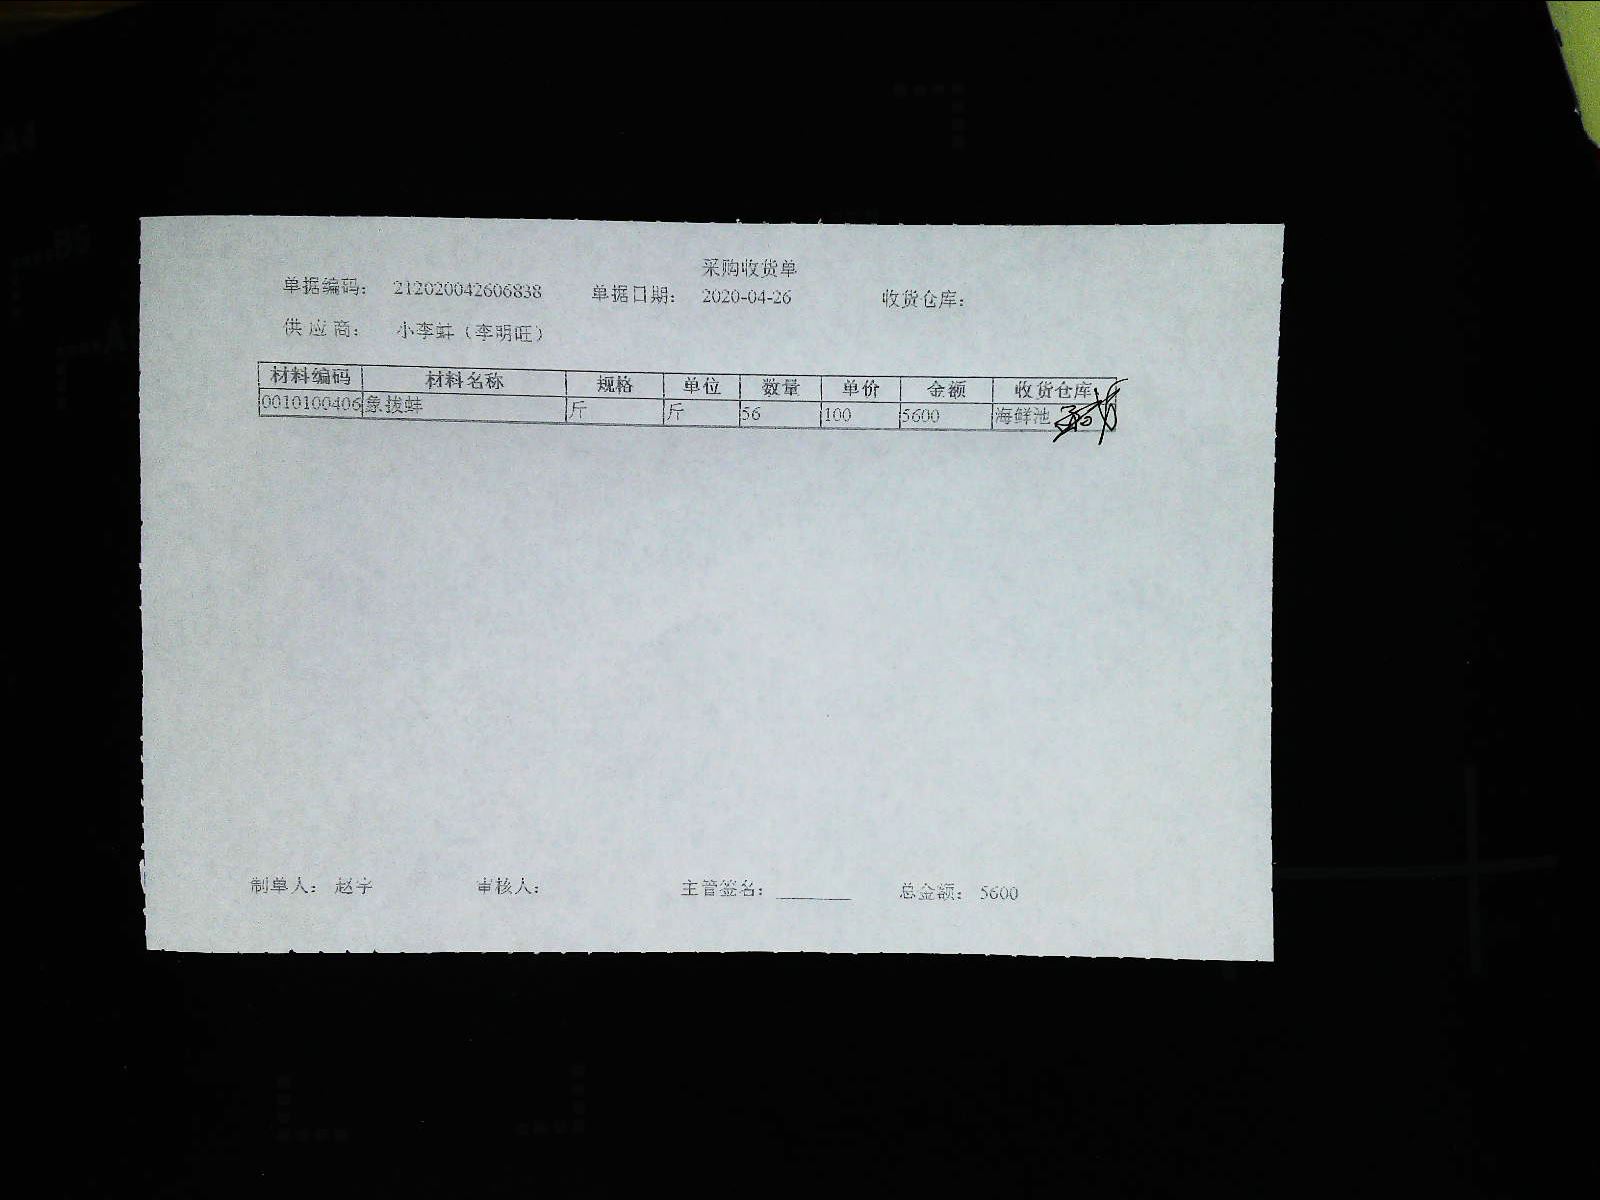 采购收货单
单据编码： 212020042606838 单据日期： 2020-04-26 收货仓库：
供应商： 小李蚌（李明旺）
材料编码 材料名称 规格 单位 数量 单价 金额 收货仓库
0010100406 象拔蚌 斤 斤 56 100 5600 海鲜池
制单人： 赵宇 审核人： 主管签名： 总金额： 5600